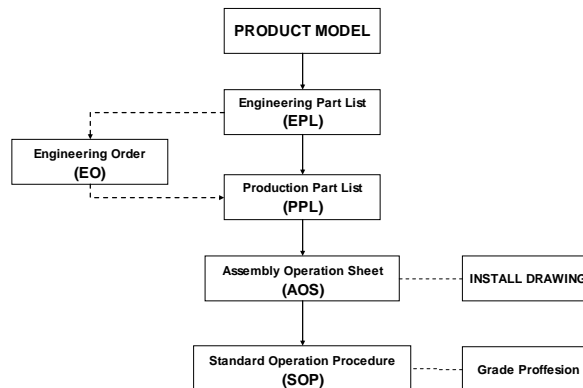 PRODUCT MODEL
Engineering Part List
(EPL)
Engineering Order
(EO)
Production Part List
(PPL)
Assembly Operation Sheet
(AOS)
INSTALL DRAWING
Standard Operation Procedure
(SOP)
Grade Proffesion